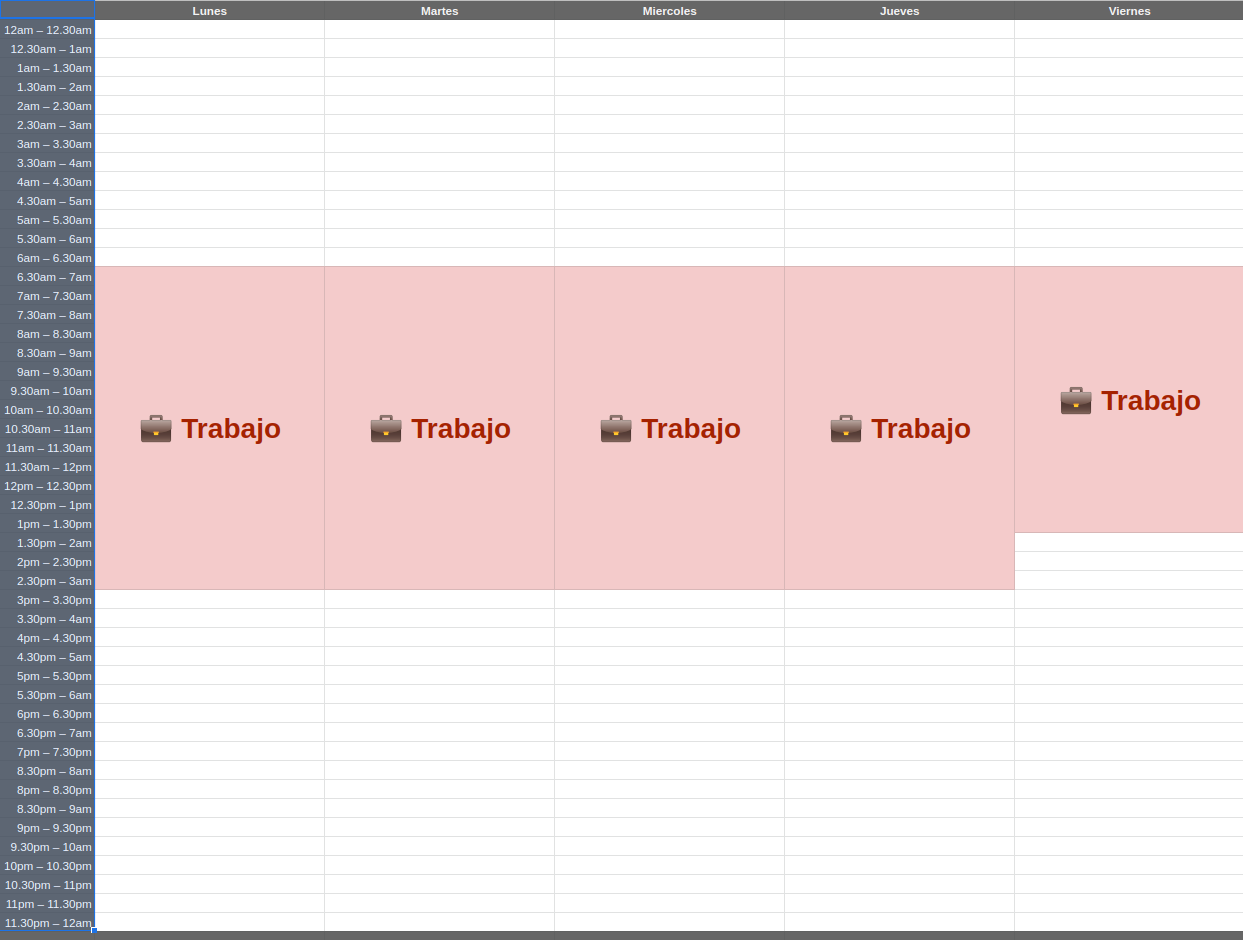 Lunes Martes Miercoles Jueves Viernes
12am – 12.30am
12.30am – 1am
1am – 1.30am
1.30am – 2am
2am – 2.30am
2.30am – 3am
3am – 3.30am
3.30am – 4am
4am – 4.30am
4.30am – 5am
5am – 5.30am
5.30am – 6am
6am – 6.30am
6.30am – 7am
7am – 7.30am
7.30am – 8am
8am – 8.30am
8.30am – 9am
9am – 9.30am
9.30am – 10am
Trabajo
10am – 10.30am
10.30am – 11am
Trabajo Trabajo Trabajo Trabajo
11am – 11.30am
11.30am – 12pm
12pm – 12.30pm
12.30pm – 1pm
1pm – 1.30pm
1.30pm – 2am
2pm – 2.30pm
2.30pm – 3am
3pm – 3.30pm
3.30pm – 4am
4pm – 4.30pm
4.30pm – 5am
5pm – 5.30pm
5.30pm – 6am
6pm – 6.30pm
6.30pm – 7am
7pm – 7.30pm
8.30pm – 8am
8pm – 8.30pm
8.30pm – 9am
9pm – 9.30pm
9.30pm – 10am
10pm – 10.30pm
10.30pm – 11pm
11pm – 11.30pm
11.30pm – 12am